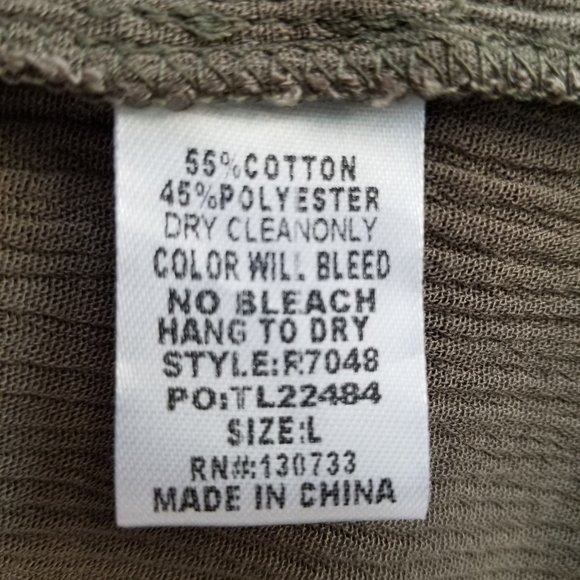 55%COTTON
45%POLYESTER
DRY CLEANONLY
COLOR WILL BLEED
NO BLEACH
HANG TO DRY
STYLE:R7048
PO:TL22484
SIZE:L
RN#:130733
MADE IN CHINA